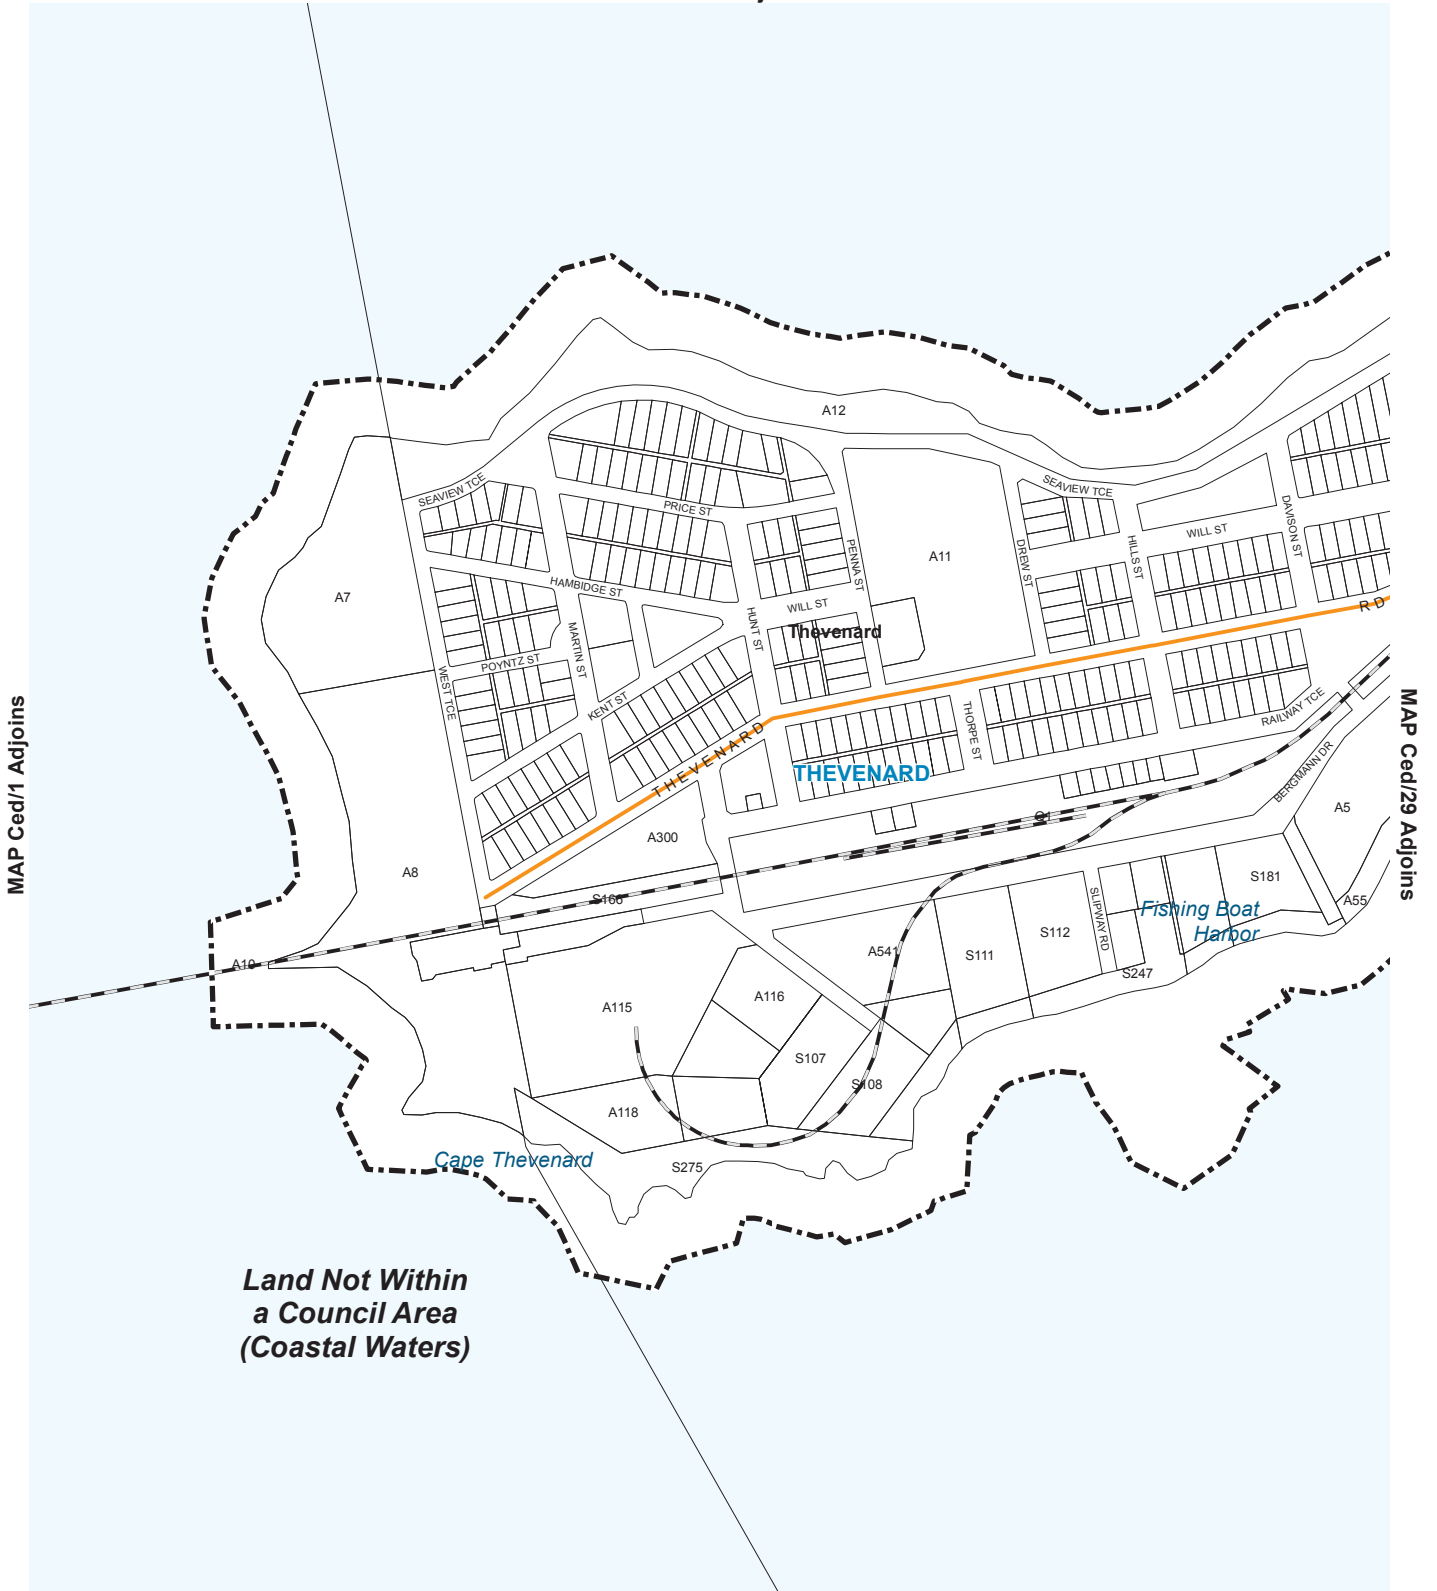 A12
SEAVIEW TCE
SEAVIEW TCE
PRICE ST
DAVISON ST
WILL ST
HILLS ST
DREW ST
PENNA ST
A11
HAMBIDGE ST
A7
WILL ST
RD
HUNT ST
Thevenard
MARTIN ST
POYNTZ ST
WEST TCE
KENT ST
THORPE ST
RAILWAY TCE
THEVENARD
THEVENARD
BERGMANN DR
A5
A300
A8
S166
S181
A55
SLIPWAY RD
Fishing Boat
Harbor
S112
A541
S111
A10
S247
A116
A115
S107
S108
A118
Cape Thevenard
S275
MAP Ced/1 Adjoins
MAP Ced/29 Adjoins
Land Not Within
a Council Area
(Coastal Waters)